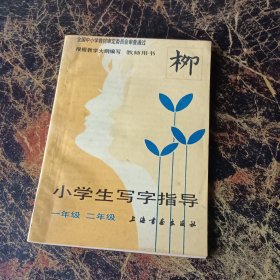 全国中小学教材审定委员会审查通过
按照教学大纲编写 教师用书
柳
小学生写字指导
一年级 二年级 上海书画出版社